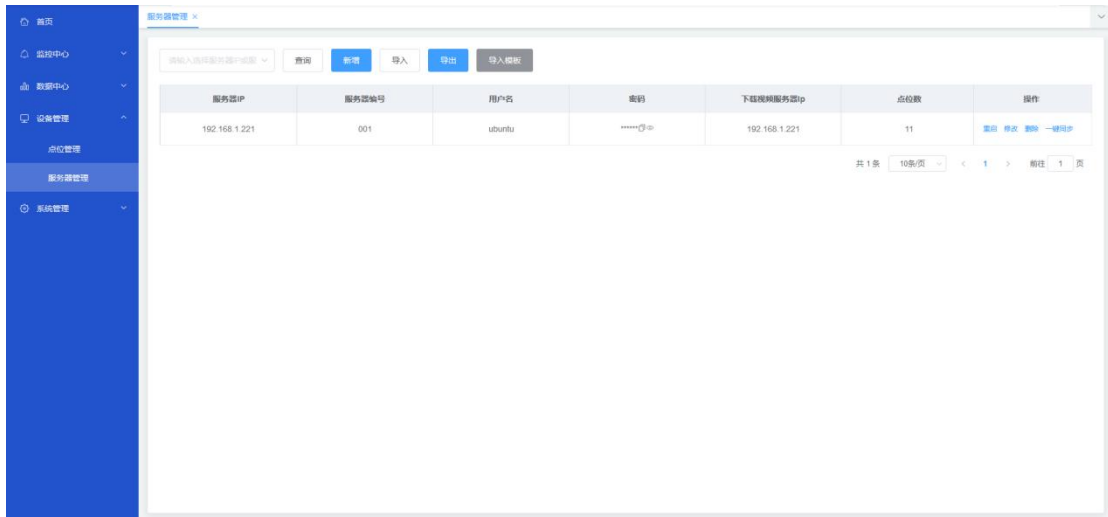 首页
服务器管理 ×
监控中心
数据中心
设备管理
点位管理
服务器管理
系统管理
查询 新增 导入 导出 导入模板
服务器IP 服务器编号 用户名 密码 下载视频服务器Ip 点位数 操作
192.168.1.221 001 ubuntu ****** 192.168.1.221 11 修改 删除 一键同步
共 1 条 10条/页 < 1 > 前往 1 页